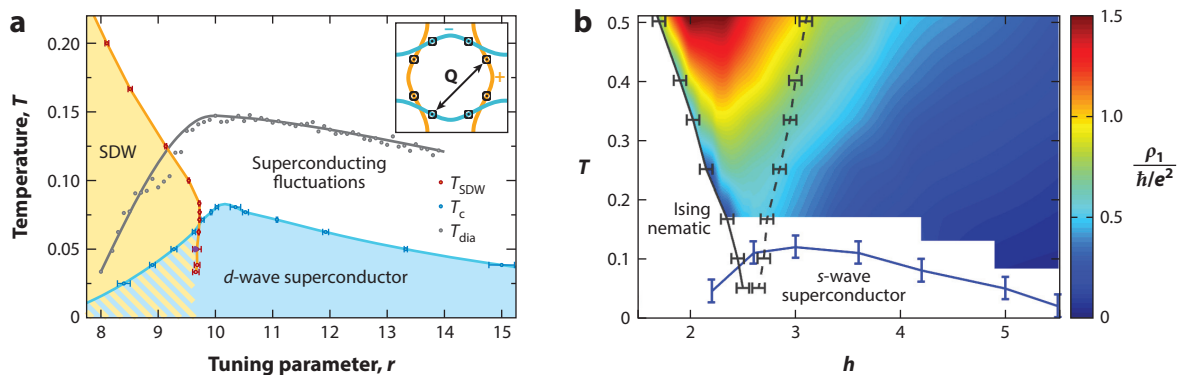 a
Temperature, T
0.20
0.15
0.10
0.05
0
8
9
10
11
12
13
14
15
Tuning parameter, r
SDW
Superconducting
fluctuations
d-wave superconductor
T_SDW
T_c
T_dia
−
Q
+
b
T
0.5
0.4
0.3
0.2
0.1
0
2
3
4
5
h
Ising
nematic
s-wave
superconductor
1.5
1.0
0.5
0
ρ₁
ℏ/e²